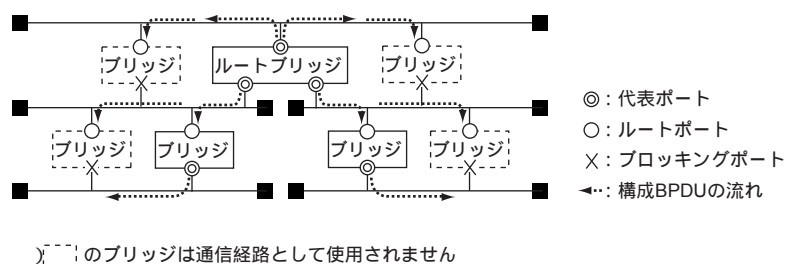 ブリッジ
ルートブリッジ
ブリッジ
ブリッジ
ブリッジ
ブリッジ
ブリッジ
◎：代表ポート
○：ルートポート
×：ブロッキングポート
：構成BPDUの流れ
）のブリッジは通信経路として使用されません